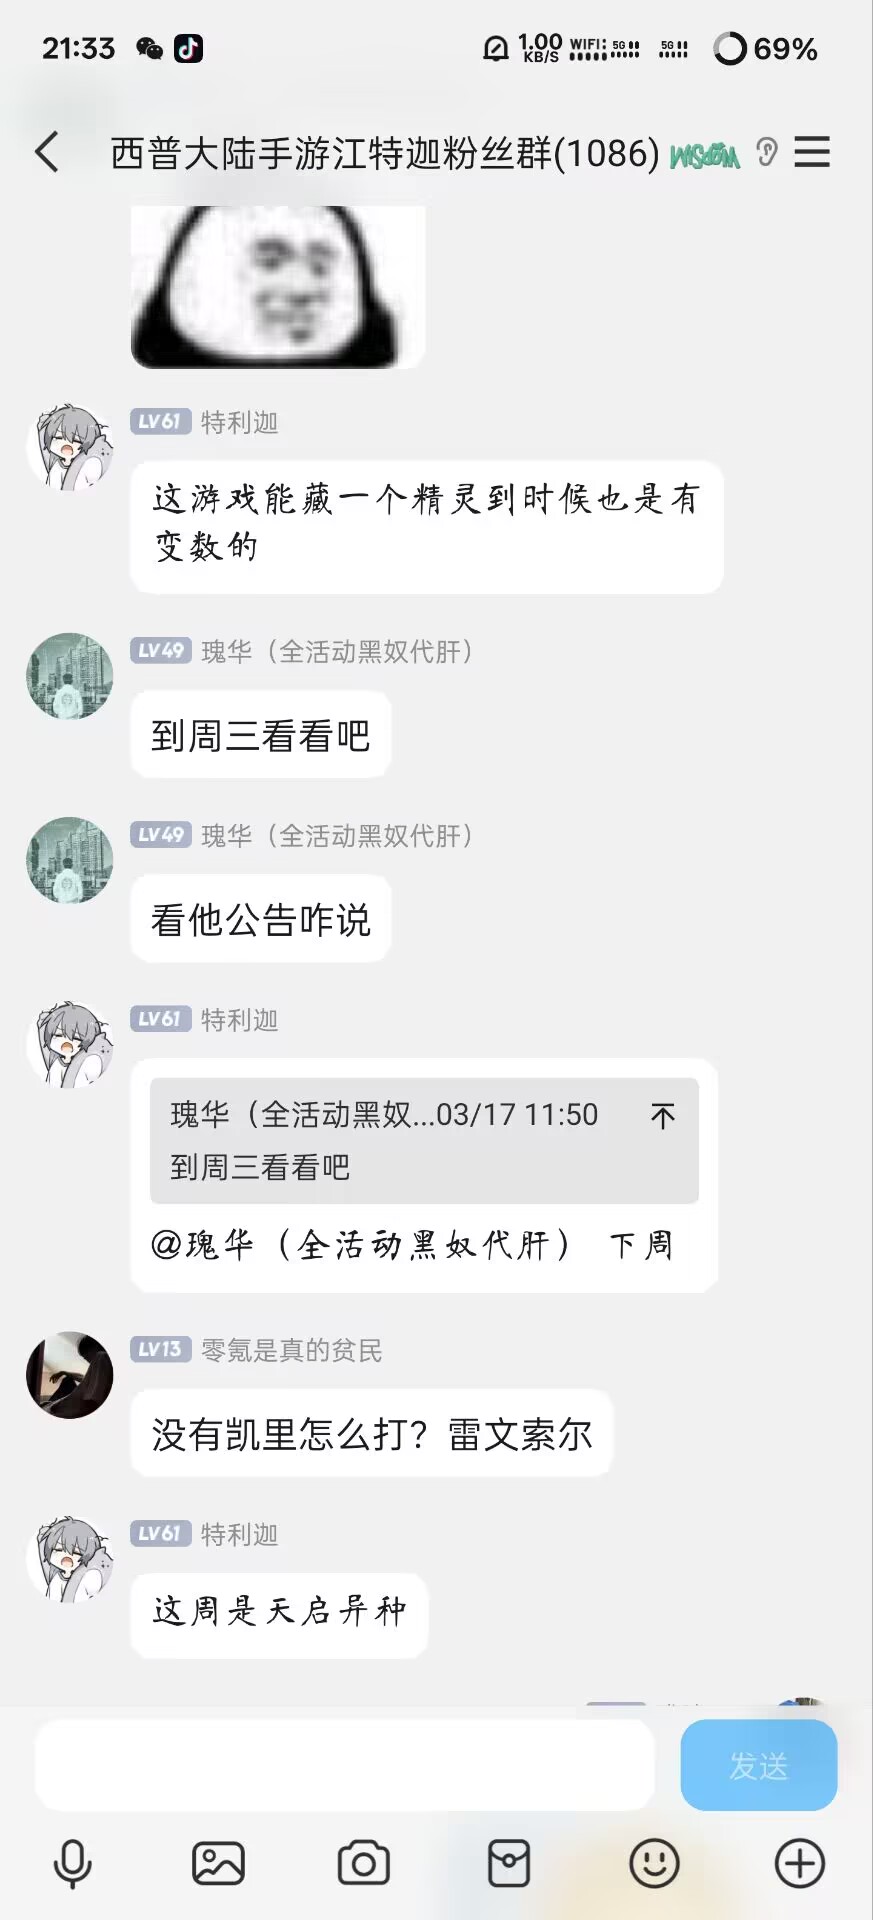 21:33
1.00 KB/S WIFI 5G 5G 69%
西普大陆手游江特迦粉丝群(1086) WISDOM
LV61 特利迦
这游戏能藏一个精灵到时候也是有
变数的
LV49 瑰华（全活动黑奴代肝）
到周三看看吧
LV49 瑰华（全活动黑奴代肝）
看他公告咋说
LV61 特利迦
瑰华（全活动黑奴...03/17 11:50
到周三看看吧
@瑰华（全活动黑奴代肝） 下周
LV13 零氪是真的贫民
没有凯里怎么打？雷文索尔
LV61 特利迦
这周是天启异种
发送